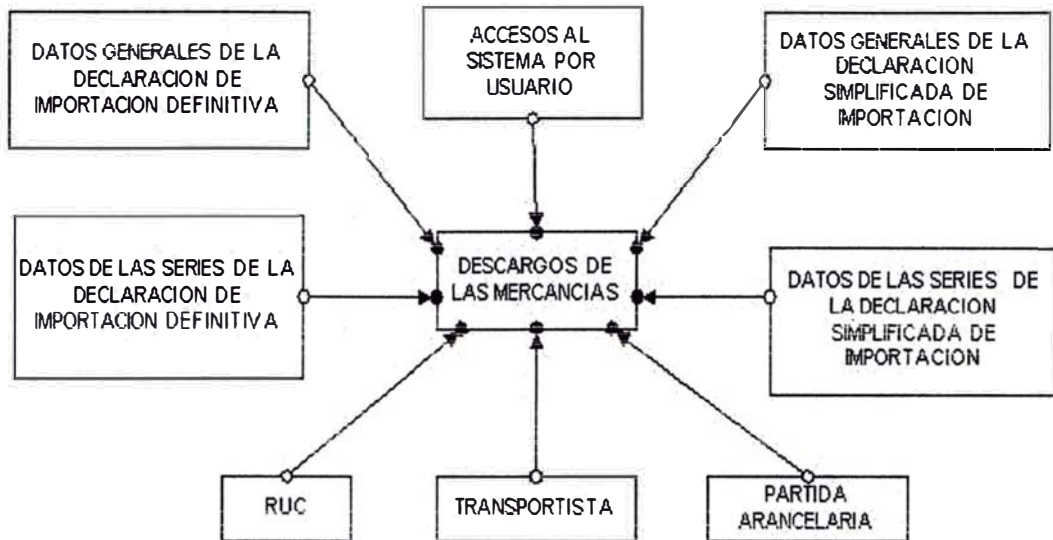 DATOS GENERALES DE LA
DECLARACION DE
IMPORTACION DEFINITIVA
ACCESOS AL
SISTEMA POR
USUARIO
DATOS GENERALES DE LA
DECLARACION
SIMPLIFICADA DE
IMPORTACION
DATOS DE LAS SERIES DE LA
DECLARACION DE
IMPORTACION DEFINITIVA
DESCARGOS DE
LAS MERCANCIAS
DATOS DE LAS SERIES DE
LA DECLARACION
SIMPLIFICADA DE
IMPORTACION
RUC
TRANSPORTISTA
PARTIDA
ARANCELARIA